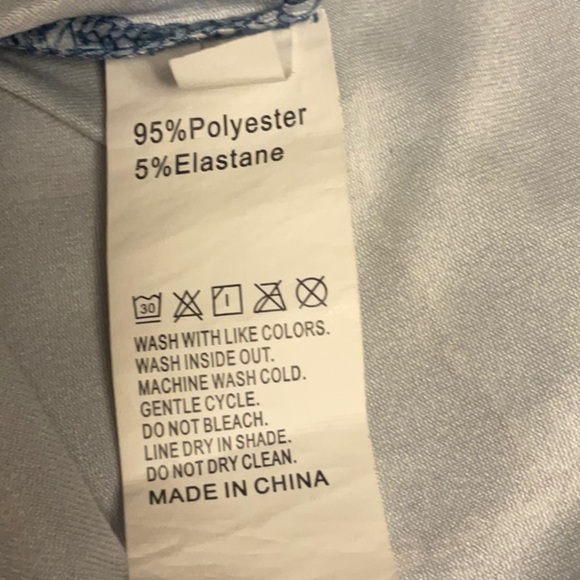 95%Polyester
5%Elastane
30
WASH WITH LIKE COLORS.
WASH INSIDE OUT.
MACHINE WASH COLD.
GENTLE CYCLE.
DO NOT BLEACH.
LINE DRY IN SHADE.
DO NOT DRY CLEAN.
MADE IN CHINA